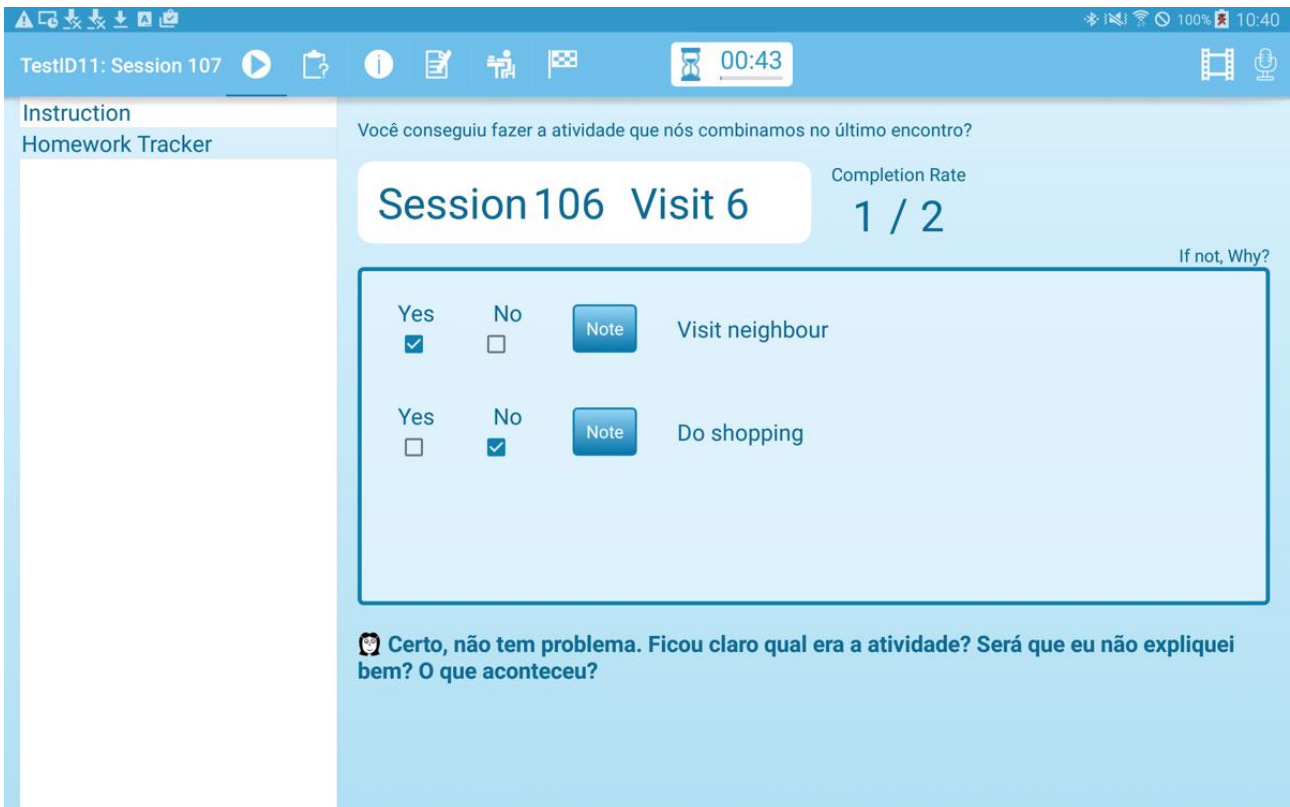 100% 10:40
TestID11: Session 107
00:43
Instruction
Homework Tracker
Você conseguiu fazer a atividade que nós combinamos no último encontro?
Session 106 Visit 6
Completion Rate
1 / 2
If not, Why?
Yes No Note Visit neighbour
Yes No Note Do shopping
Certo, não tem problema. Ficou claro qual era a atividade? Será que eu não expliquei
bem? O que aconteceu?